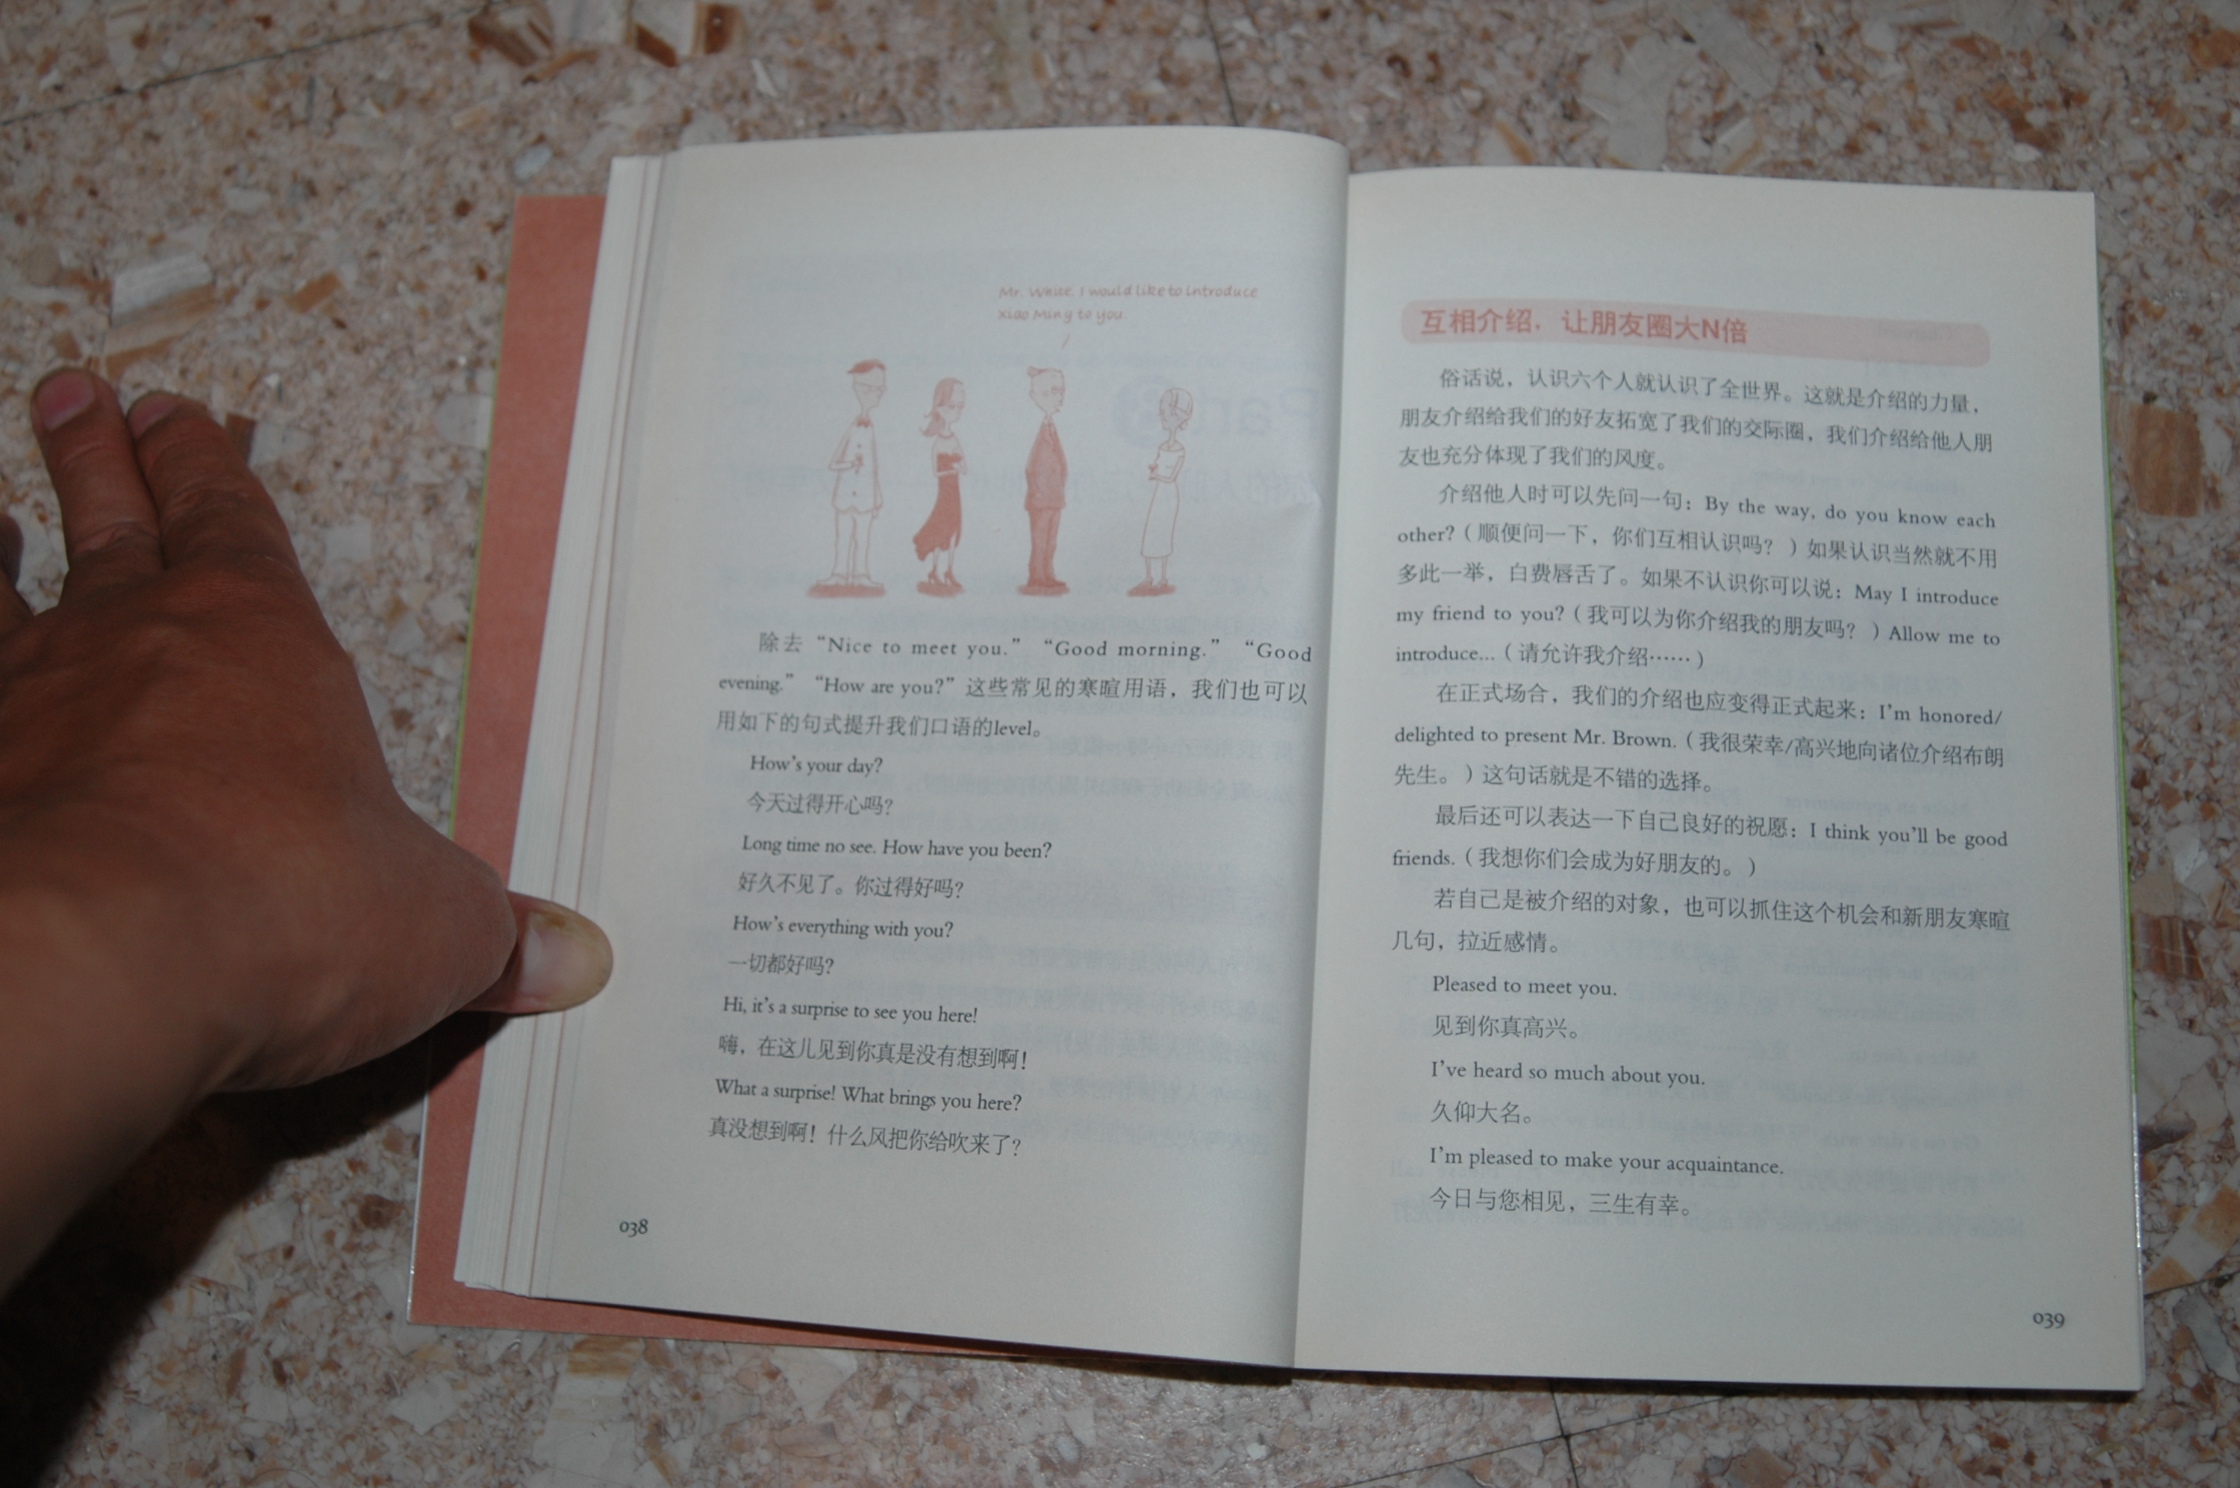 Mr. White. I would like to introduce
Xiao Ming to you
除去 “Nice to meet you.” “Good morning.” “Good
evening.” “How are you?” 这些常见的寒暄用语，我们也可以
用如下的句式提升我们口语的level。
How's your day?
今天过得开心吗？
Long time no see. How have you been?
好久不见了。你过得好吗？
How's everything with you?
一切都好吗？
Hi, it's a surprise to see you here!
嗨，在这儿见到你真是没有想到啊！
What a surprise! What brings you here?
真没想到啊！什么风把你给吹来了？
038
互相介绍，让朋友圈大N倍
俗话说，认识六个人就认识了全世界。这就是介绍的力量，
朋友介绍给我们的好友拓宽了我们的交际圈，我们介绍给他人朋
友也充分体现了我们的风度。
介绍他人时可以先问一句：By the way, do you know each
other?（顺便问一下，你们互相认识吗？）如果认识当然就不用
多此一举，白费唇舌了。如果不认识你可以说：May I introduce
my friend to you?（我可以为你介绍我的朋友吗？）Allow me to
introduce...（请允许我介绍……）
在正式场合，我们的介绍也应变得正式起来：I'm honored/
delighted to present Mr. Brown.（我很荣幸/高兴地向诸位介绍布朗
先生。）这句话就是不错的选择。
最后还可以表达一下自己良好的祝愿：I think you'll be good
friends.（我想你们会成为好朋友的。）
若自己是被介绍的对象，也可以抓住这个机会和新朋友寒暄
几句，拉近感情。
Pleased to meet you.
见到你真高兴。
I've heard so much about you.
久仰大名。
I'm pleased to make your acquaintance.
今日与您相见，三生有幸。
039